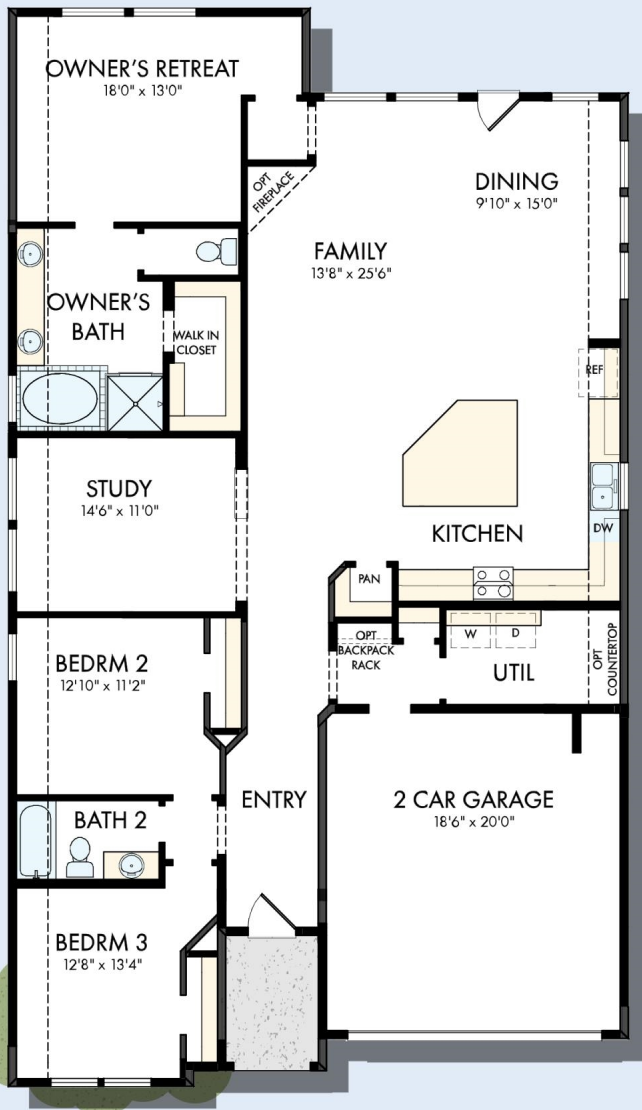 OWNER'S RETREAT
18'0" x 13'0"
OPT
FIREPLACE
DINING
9'10" x 15'0"
FAMILY
13'8" x 25'6"
OWNER'S
BATH
WALK IN
CLOSET
REF
STUDY
14'6" x 11'0"
KITCHEN
DW
PAN
OPT
BACKPACK
RACK
W
D
UTIL
OPT
COUNTERTOP
BEDRM 2
12'10" x 11'2"
ENTRY
2 CAR GARAGE
18'6" x 20'0"
BATH 2
BEDRM 3
12'8" x 13'4"